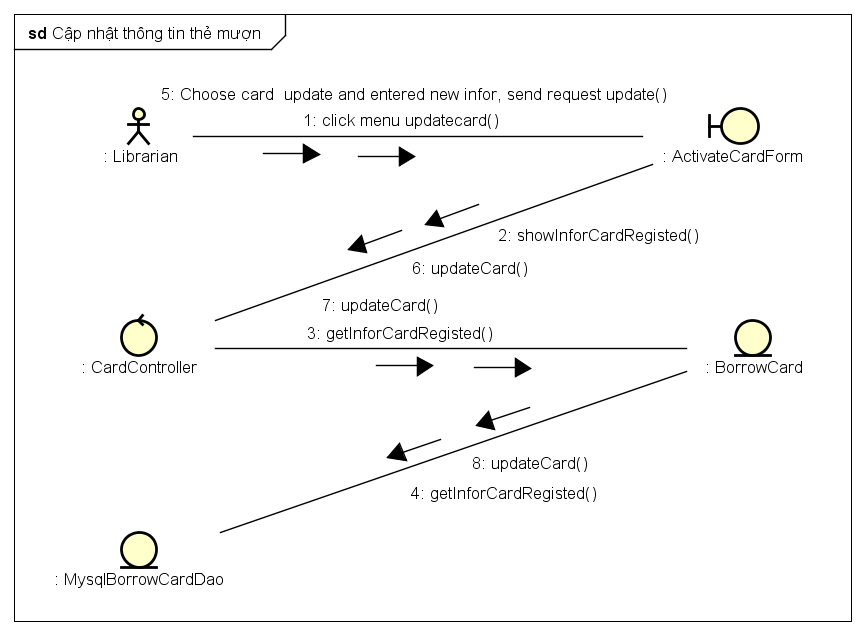 sd Cập nhật thông tin thẻ mượn
5: Choose card update and entered new infor, send request update()
1: click menu updatecard()
: Librarian
: ActivateCardForm
2: showInforCardRegisted()
6: updateCard()
7: updateCard()
3: getInforCardRegisted()
: CardController
: BorrowCard
8: updateCard()
4: getInforCardRegisted()
: MysqlBorrowCardDao